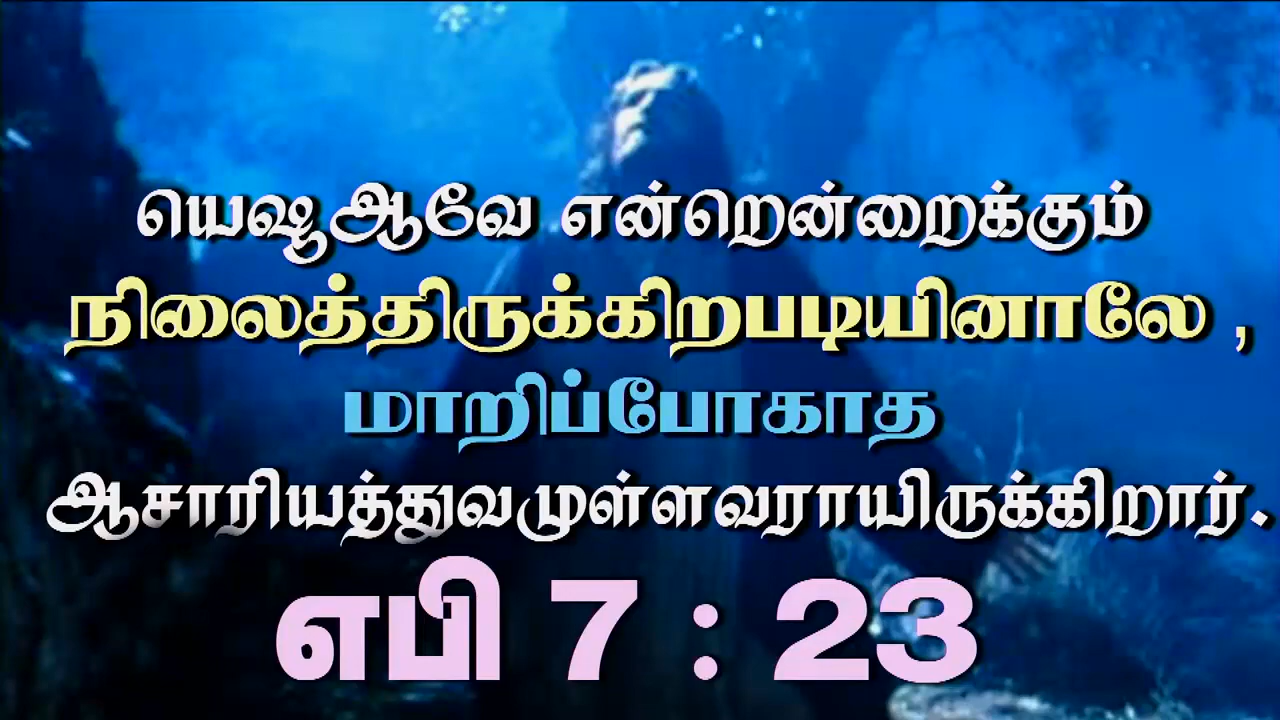 யெஷூஆவே என்றென்றைக்கும்
நிலைத்திருக்கிறபடியினாலே ,
மாறிப்போகாத
ஆசாரியத்துவமுள்ளவராயிருக்கிறார்.
எபி 7 : 23